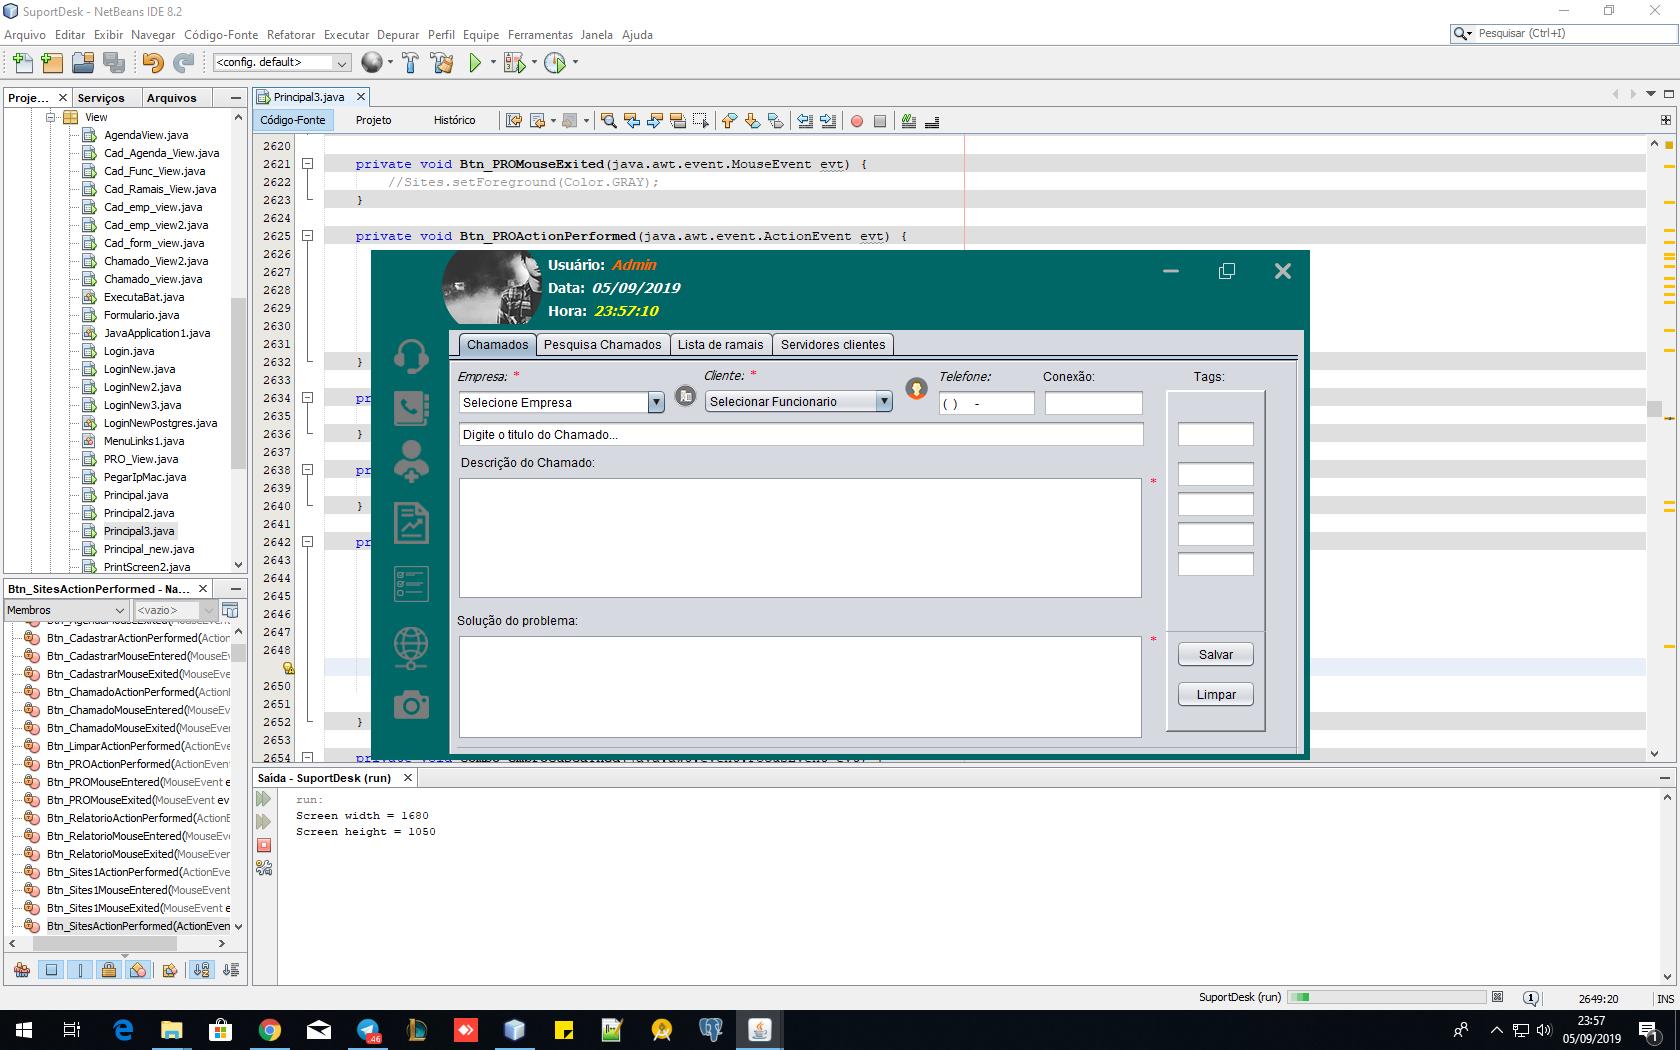 SuportDesk - NetBeans IDE 8.2
Arquivo Editar Exibir Navegar Código-Fonte Refatorar Executar Depurar Perfil Equipe Ferramentas Janela Ajuda
Pesquisar (Ctrl+I)
<config. default>
Proje... Serviços Arquivos
View
AgendaView.java
Cad_Agenda_View.java
Cad_Func_View.java
Cad_Ramais_View.java
Cad_emp_view.java
Cad_emp_view2.java
Cad_form_view.java
Chamado_View2.java
Chamado_view.java
ExecutaBat.java
Formulario.java
JavaApplication1.java
Login.java
LoginNew.java
LoginNew2.java
LoginNew3.java
LoginNewPostgres.java
MenuLinks1.java
PRO_View.java
PegarIpMac.java
Principal.java
Principal2.java
Principal3.java
Principal_new.java
PrintScreen2.java
Btn_SitesActionPerformed - Na...
Membros <vazio>
Btn_CadastrarActionPerformed(Action
Btn_CadastrarMouseEntered(MouseEv
Btn_CadastrarMouseExited(MouseEve
Btn_ChamadoActionPerformed(Action
Btn_ChamadoMouseEntered(MouseEv
Btn_ChamadoMouseExited(MouseEver
Btn_LimparActionPerformed(ActionEve
Btn_PROActionPerformed(ActionEvent
Btn_PROMouseEntered(MouseEvent e
Btn_PROMouseExited(MouseEvent ev
Btn_RelatorioActionPerformed(ActionE
Btn_RelatorioMouseEntered(MouseEv
Btn_RelatorioMouseExited(MouseEver
Btn_Sites1ActionPerformed(ActionEve
Btn_Sites1MouseEntered(MouseEvent
Btn_Sites1MouseExited(MouseEvent e
Btn_SitesActionPerformed(ActionEven
Principal3.java
Código-Fonte Projeto Histórico
2620
2621 private void Btn_PROMouseExited(java.awt.event.MouseEvent evt) {
2622 //Sites.setForeground(Color.GRAY);
2623 }
2624
2625 private void Btn_PROActionPerformed(java.awt.event.ActionEvent evt) {
2626
2627
2628
2629
2630
2631
2632 }
2633
2634 pr
2635
2636 }
2637
2638 pr
2639
2640 }
2641
2642 pr
2643
2644
2645
2646
2647
2648
2650
2651
2652 }
2653
2654
Usuário: Admin
Data: 05/09/2019
Hora: 23:57:10
Chamados Pesquisa Chamados Lista de ramais Servidores clientes
Empresa: * Cliente: * Telefone: Conexão: Tags:
Selecione Empresa Selecionar Funcionario ( ) -
Digite o titulo do Chamado...
Descrição do Chamado:
*
Solução do problema:
*
Salvar
Limpar
Saída - SuportDesk (run)
run:
Screen width = 1680
Screen height = 1050
SuportDesk (run) 1 2649:20 INS
46
23:57
05/09/2019
1